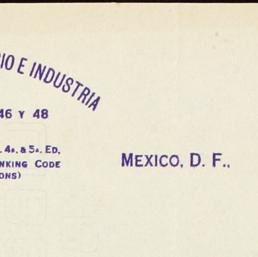 IO E INDUSTRIA
46 Y 48
. 4A. & 5A. ED.
NKING CODE
ONS)
MEXICO, D. F.,